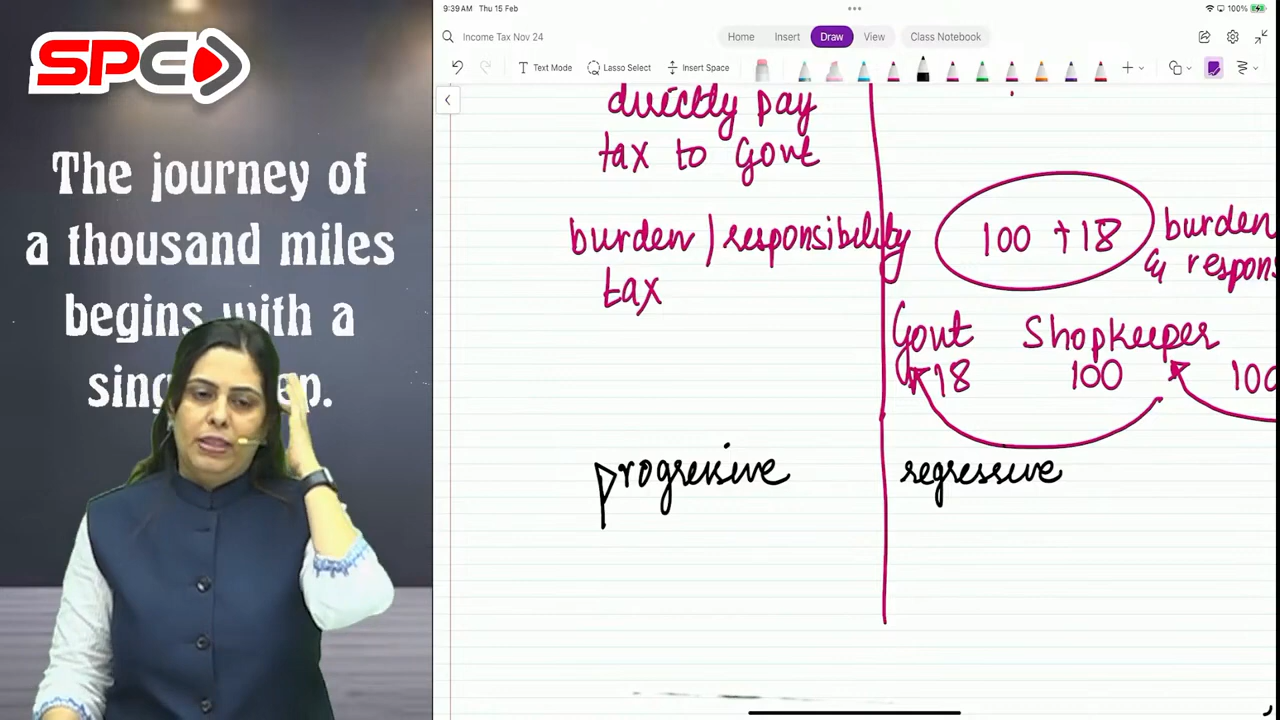 9:39 AM Thu 15 Feb
100%
Income Tax Nov 24
Home Insert Draw View Class Notebook
Text Mode Lasso Select Insert Space
SPE
The journey of
a thousand miles
begins with a
directly pay
tax to Govt
burden / responsibility
tax
100 + 18
burden
& respons
Govt Shopkeeper
18 100 100
progressive regressive